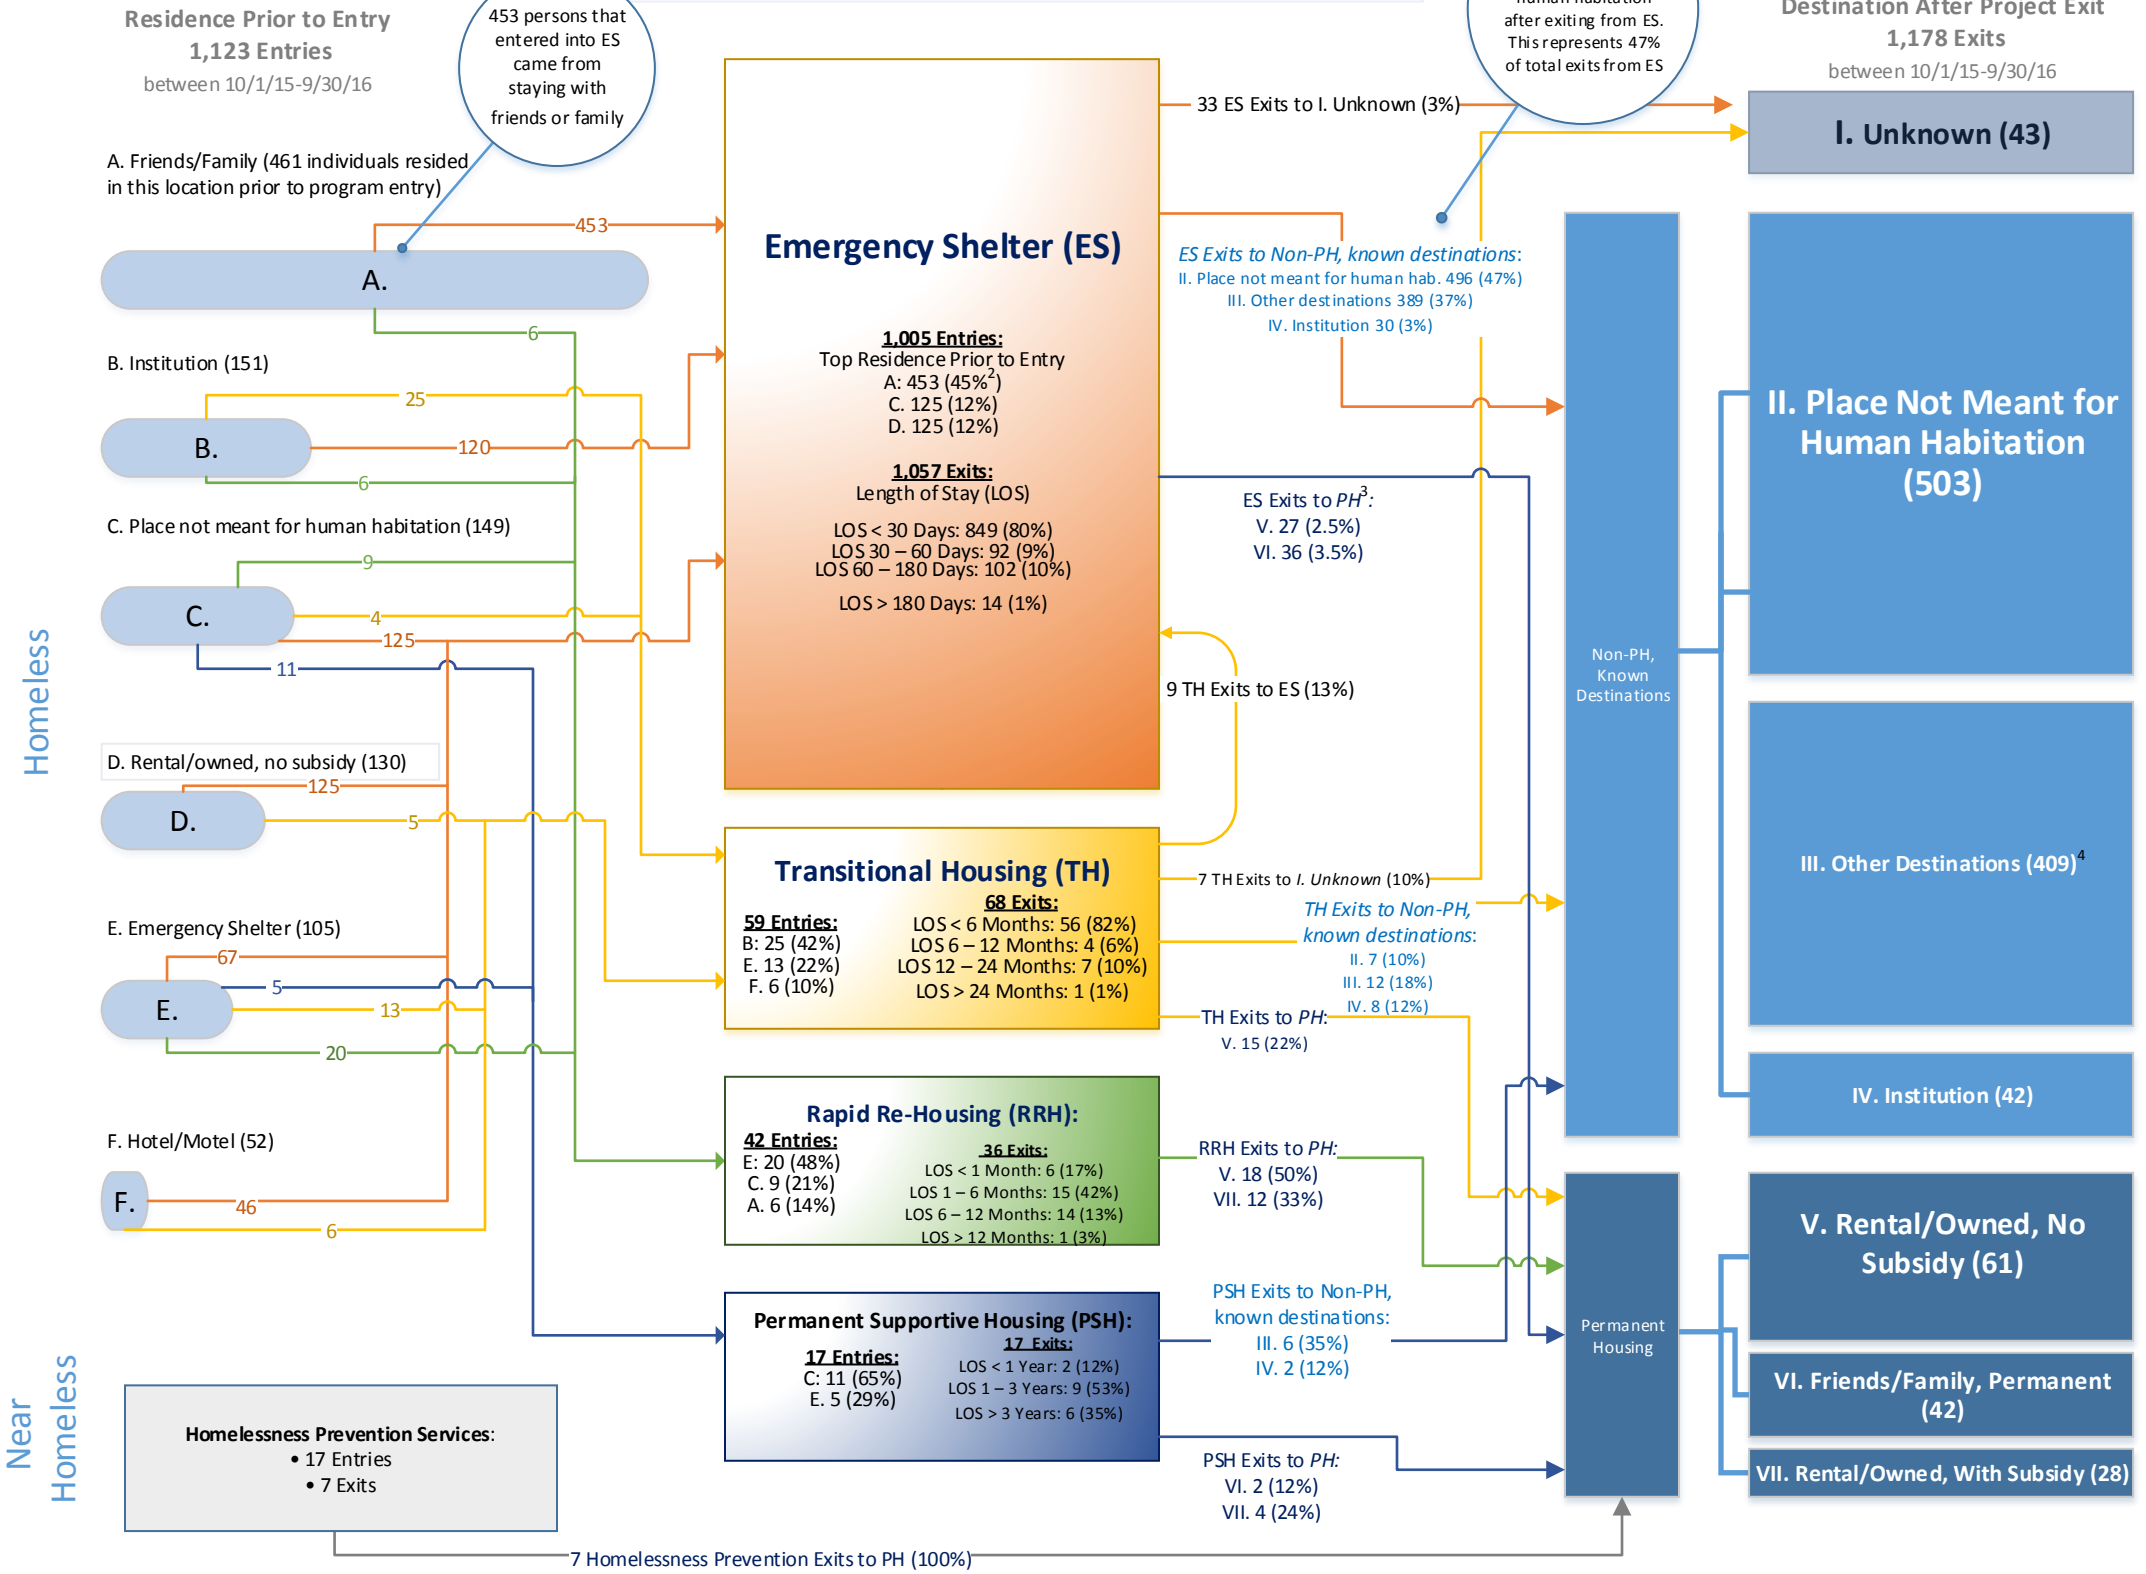 Residence Prior to Entry
1,123 Entries
between 10/1/15-9/30/16
453 persons that
entered into ES
came from
staying with
friends or family
human habitation
after exiting from ES.
This represents 47%
of total exits from ES
Destination After Project Exit
1,178 Exits
between 10/1/15-9/30/16
A. Friends/Family (461 individuals resided
in this location prior to program entry)
453
A.
6
B. Institution (151)
25
B.
120
6
C. Place not meant for human habitation (149)
9
C.
4
125
11
Homeless
D. Rental/owned, no subsidy (130)
125
D.
5
E. Emergency Shelter (105)
67
5
E.
13
20
F. Hotel/Motel (52)
F.
46
6
Near
Homeless
Homelessness Prevention Services:
• 17 Entries
• 7 Exits
7 Homelessness Prevention Exits to PH (100%)
Emergency Shelter (ES)
1,005 Entries:
Top Residence Prior to Entry
A: 453 (45%2)
C. 125 (12%)
D. 125 (12%)
1,057 Exits:
Length of Stay (LOS)
LOS < 30 Days: 849 (80%)
LOS 30 – 60 Days: 92 (9%)
LOS 60 – 180 Days: 102 (10%)
LOS > 180 Days: 14 (1%)
Transitional Housing (TH)
59 Entries:
B: 25 (42%)
E. 13 (22%)
F. 6 (10%)
68 Exits:
LOS < 6 Months: 56 (82%)
LOS 6 – 12 Months: 4 (6%)
LOS 12 – 24 Months: 7 (10%)
LOS > 24 Months: 1 (1%)
Rapid Re-Housing (RRH):
42 Entries:
E: 20 (48%)
C. 9 (21%)
A. 6 (14%)
36 Exits:
LOS < 1 Month: 6 (17%)
LOS 1 – 6 Months: 15 (42%)
LOS 6 – 12 Months: 14 (13%)
LOS > 12 Months: 1 (3%)
Permanent Supportive Housing (PSH):
17 Entries:
C: 11 (65%)
E. 5 (29%)
17 Exits:
LOS < 1 Year: 2 (12%)
LOS 1 – 3 Years: 9 (53%)
LOS > 3 Years: 6 (35%)
33 ES Exits to I. Unknown (3%)
ES Exits to Non-PH, known destinations:
II. Place not meant for human hab. 496 (47%)
III. Other destinations 389 (37%)
IV. Institution 30 (3%)
ES Exits to PH3:
V. 27 (2.5%)
VI. 36 (3.5%)
9 TH Exits to ES (13%)
7 TH Exits to I. Unknown (10%)
TH Exits to Non-PH,
known destinations:
II. 7 (10%)
III. 12 (18%)
IV. 8 (12%)
TH Exits to PH:
V. 15 (22%)
RRH Exits to PH:
V. 18 (50%)
VII. 12 (33%)
PSH Exits to Non-PH,
known destinations:
III. 6 (35%)
IV. 2 (12%)
PSH Exits to PH:
VI. 2 (12%)
VII. 4 (24%)
Non-PH,
Known
Destinations
Permanent
Housing
I. Unknown (43)
II. Place Not Meant for
Human Habitation
(503)
III. Other Destinations (409)4
IV. Institution (42)
V. Rental/Owned, No
Subsidy (61)
VI. Friends/Family, Permanent
(42)
VII. Rental/Owned, With Subsidy (28)